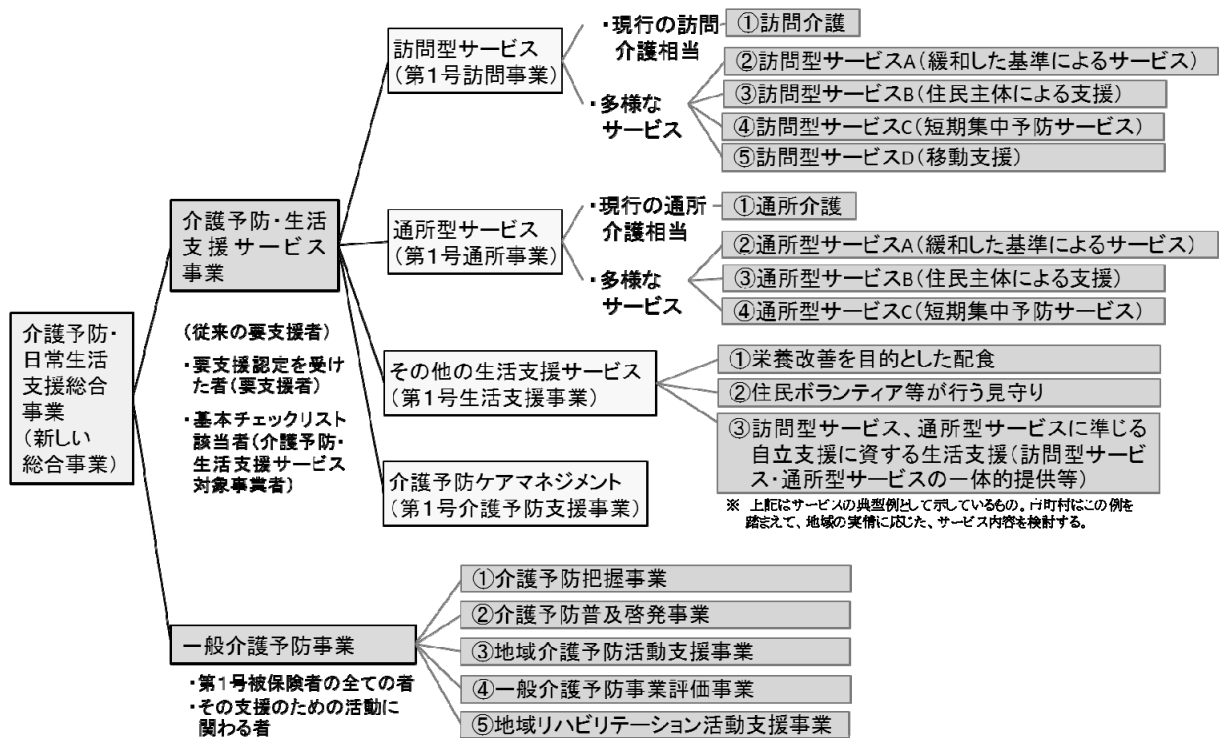 介護予防・
日常生活
支援総合
事業
(新しい
総合事業)
介護予防・生活
支援サービス
事業
(従来の要支援者)
・要支援認定を受け
た者(要支援者)
・基本チェックリスト
該当者(介護予防・
生活支援サービス
対象事業者)
訪問型サービス
(第1号訪問事業)
・現行の訪問
介護相当
①訪問介護
・多様な
サービス
②訪問型サービスA(緩和した基準によるサービス)
③訪問型サービスB(住民主体による支援)
④訪問型サービスC(短期集中予防サービス)
⑤訪問型サービスD(移動支援)
通所型サービス
(第1号通所事業)
・現行の通所
介護相当
①通所介護
・多様な
サービス
②通所型サービスA(緩和した基準によるサービス)
③通所型サービスB(住民主体による支援)
④通所型サービスC(短期集中予防サービス)
その他の生活支援サービス
(第1号生活支援事業)
①栄養改善を目的とした配食
②住民ボランティア等が行う見守り
③訪問型サービス、通所型サービスに準じる
自立支援に資する生活支援(訪問型サービ
ス・通所型サービスの一体的提供等)
※ 上記はサービスの典型例として示しているもの。市町村はこの例を
踏まえて、地域の実情に応じた、サービス内容を検討する。
介護予防ケアマネジメント
(第1号介護予防支援事業)
一般介護予防事業
・第1号被保険者の全ての者
・その支援のための活動に
関わる者
①介護予防把握事業
②介護予防普及啓発事業
③地域介護予防活動支援事業
④一般介護予防事業評価事業
⑤地域リハビリテーション活動支援事業